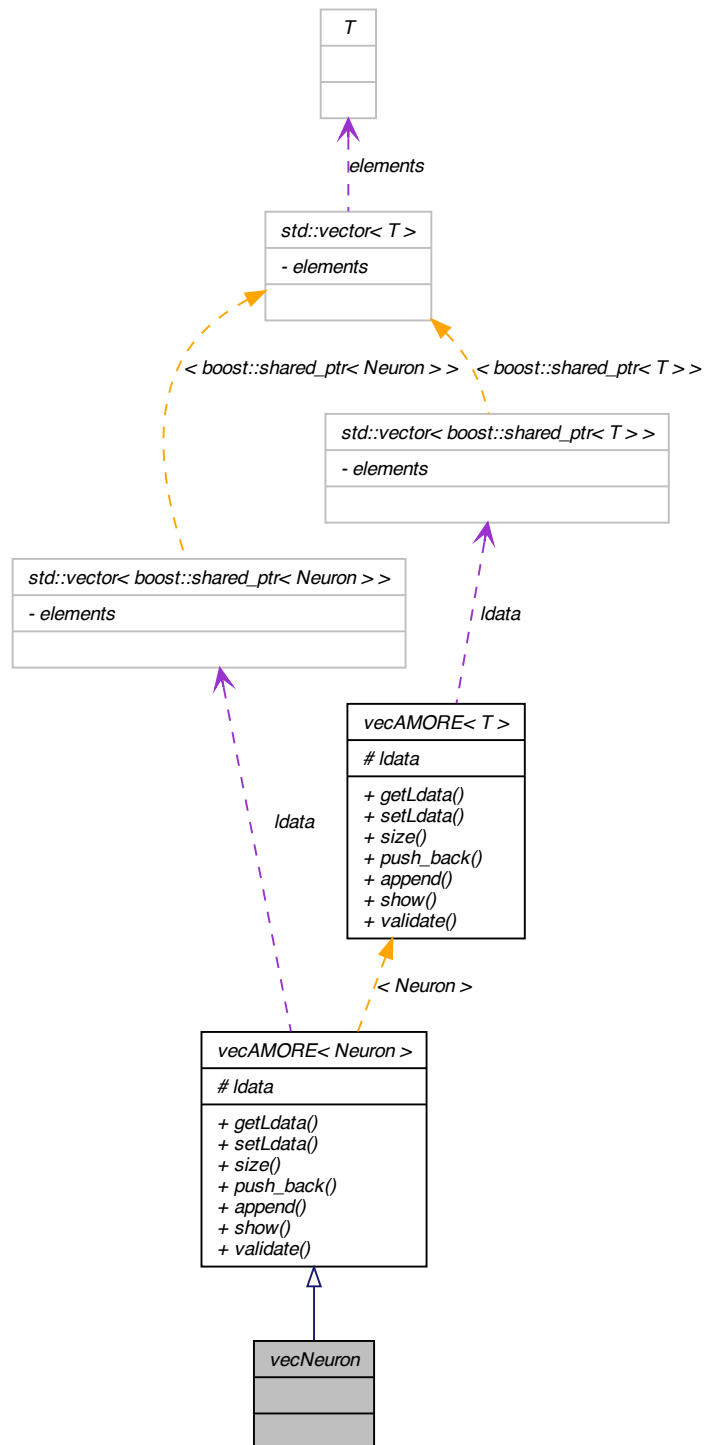 T
elements
std::vector< T >
- elements
< boost::shared_ptr< Neuron > >
< boost::shared_ptr< T > >
std::vector< boost::shared_ptr< T > >
- elements
std::vector< boost::shared_ptr< Neuron > >
- elements
ldata
vecAMORE< T >
# ldata
+ getLdata()
+ setLdata()
+ size()
+ push_back()
+ append()
+ show()
+ validate()
ldata
< Neuron >
vecAMORE< Neuron >
# ldata
+ getLdata()
+ setLdata()
+ size()
+ push_back()
+ append()
+ show()
+ validate()
vecNeuron